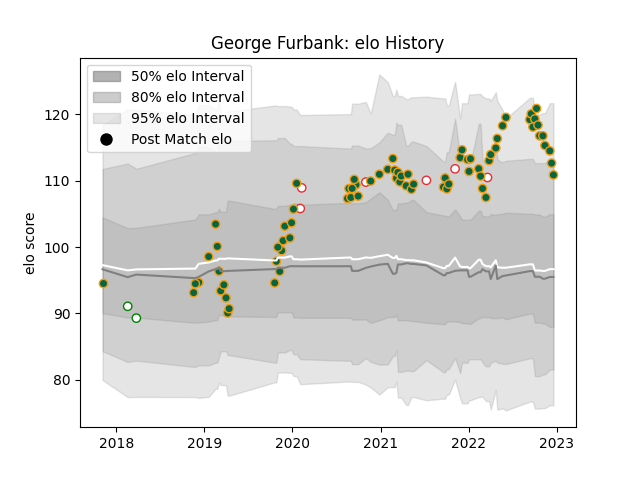 George Furbank: elo History
50% elo Interval
80% elo Interval
95% elo Interval
Post Match elo
elo score
120
110
100
90
80
2018
2019
2020
2021
2022
2023